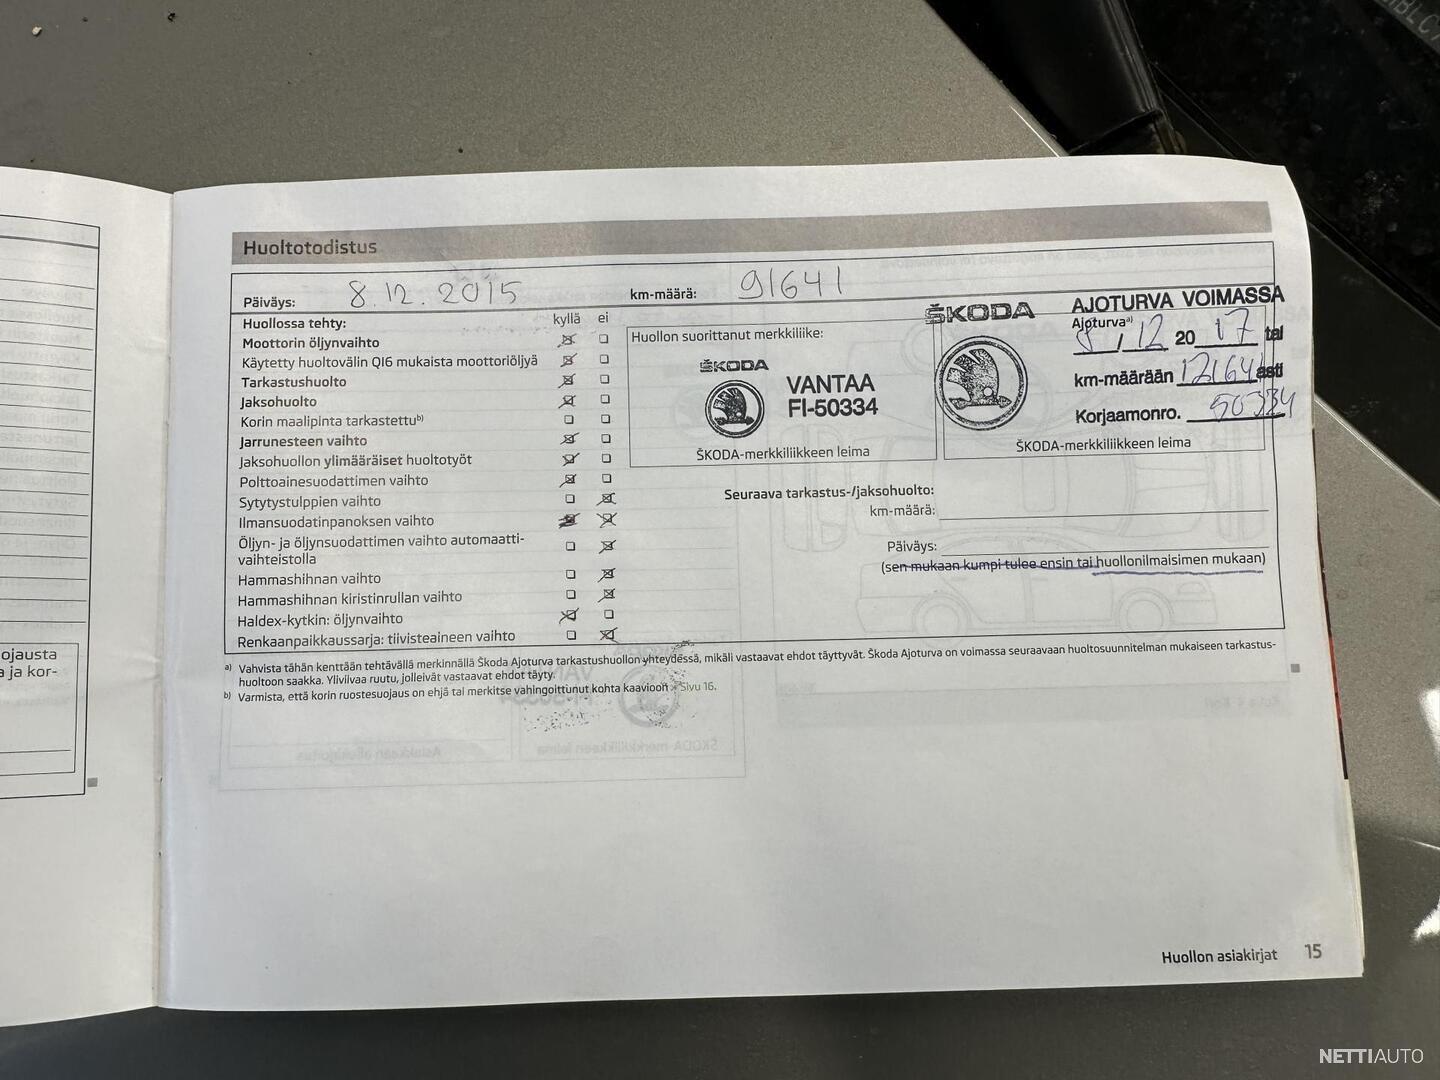 Huoltotodistus
Päiväys: 8.12.2015 km-määrä: 91641
Huollossa tehty: kyllä ei
Moottorin öljynvaihto
Käytetty huoltovälin QI6 mukaista moottoriöljyä
Tarkastushuolto
Jaksohuolto
Korin maalipinta tarkastettu b)
Jarrunesteen vaihto
Jaksohuollon ylimääräiset huoltotyöt
Polttoainesuodattimen vaihto
Sytytystulppien vaihto
Ilmansuodatinpanoksen vaihto
Öljyn- ja öljynsuodattimen vaihto automaatti-
vaihteistolla
Hammashihnan vaihto
Hammashihnan kiristinrullan vaihto
Haldex-kytkin: öljynvaihto
Renkaanpaikkaussarja: tiivisteaineen vaihto
Huollon suorittanut merkkiliike:
ŠKODA
VANTAA
FI-50334
ŠKODA-merkkiliikkeen leima
ŠKODA
AJOTURVA VOIMASSA
Ajoturva a)
8 / 12 20 17 tai
km-määrään 121641 asti
Korjaamonro. 50334
ŠKODA-merkkiliikkeen leima
Seuraava tarkastus-/jaksohuolto:
km-määrä:
Päiväys:
(sen mukaan kumpi tulee ensin tai huollonilmaisimen mukaan)
a) Vahvista tähän kenttään tehtävällä merkinnällä Škoda Ajoturva tarkastushuollon yhteydessä, mikäli vastaavat ehdot täyttyvät. Škoda Ajoturva on voimassa seuraavaan huoltosuunnitelman mukaiseen tarkastus-
huoltoon saakka. Yliviivaa ruutu, jolleivät vastaavat ehdot täyty.
b) Varmista, että korin ruostesuojaus on ehjä tai merkitse vahingoittunut kohta kaavioon » Sivu 16.
ojausta
a ja kor-
Huollon asiakirjat 15
NETTIAUTO